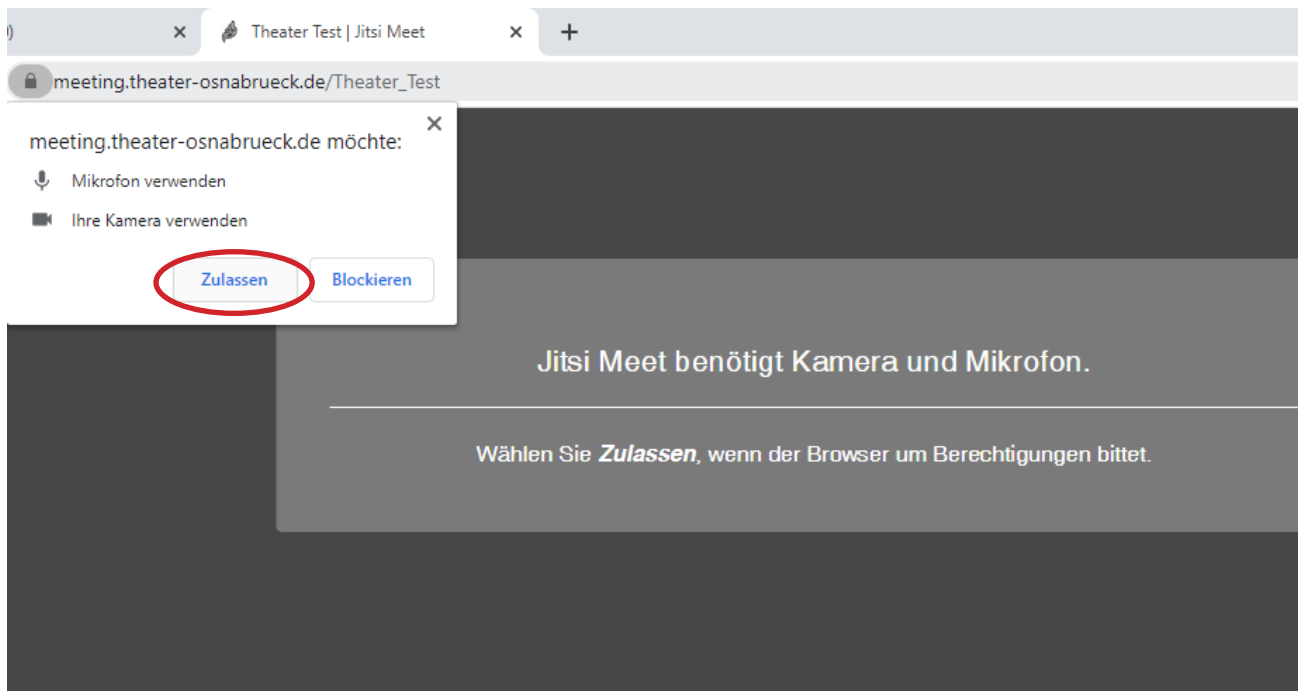 )
Theater Test | Jitsi Meet
meeting.theater-osnabrueck.de/Theater_Test
meeting.theater-osnabrueck.de möchte:
Mikrofon verwenden
Ihre Kamera verwenden
Zulassen Blockieren
Jitsi Meet benötigt Kamera und Mikrofon.
Wählen Sie Zulassen, wenn der Browser um Berechtigungen bittet.